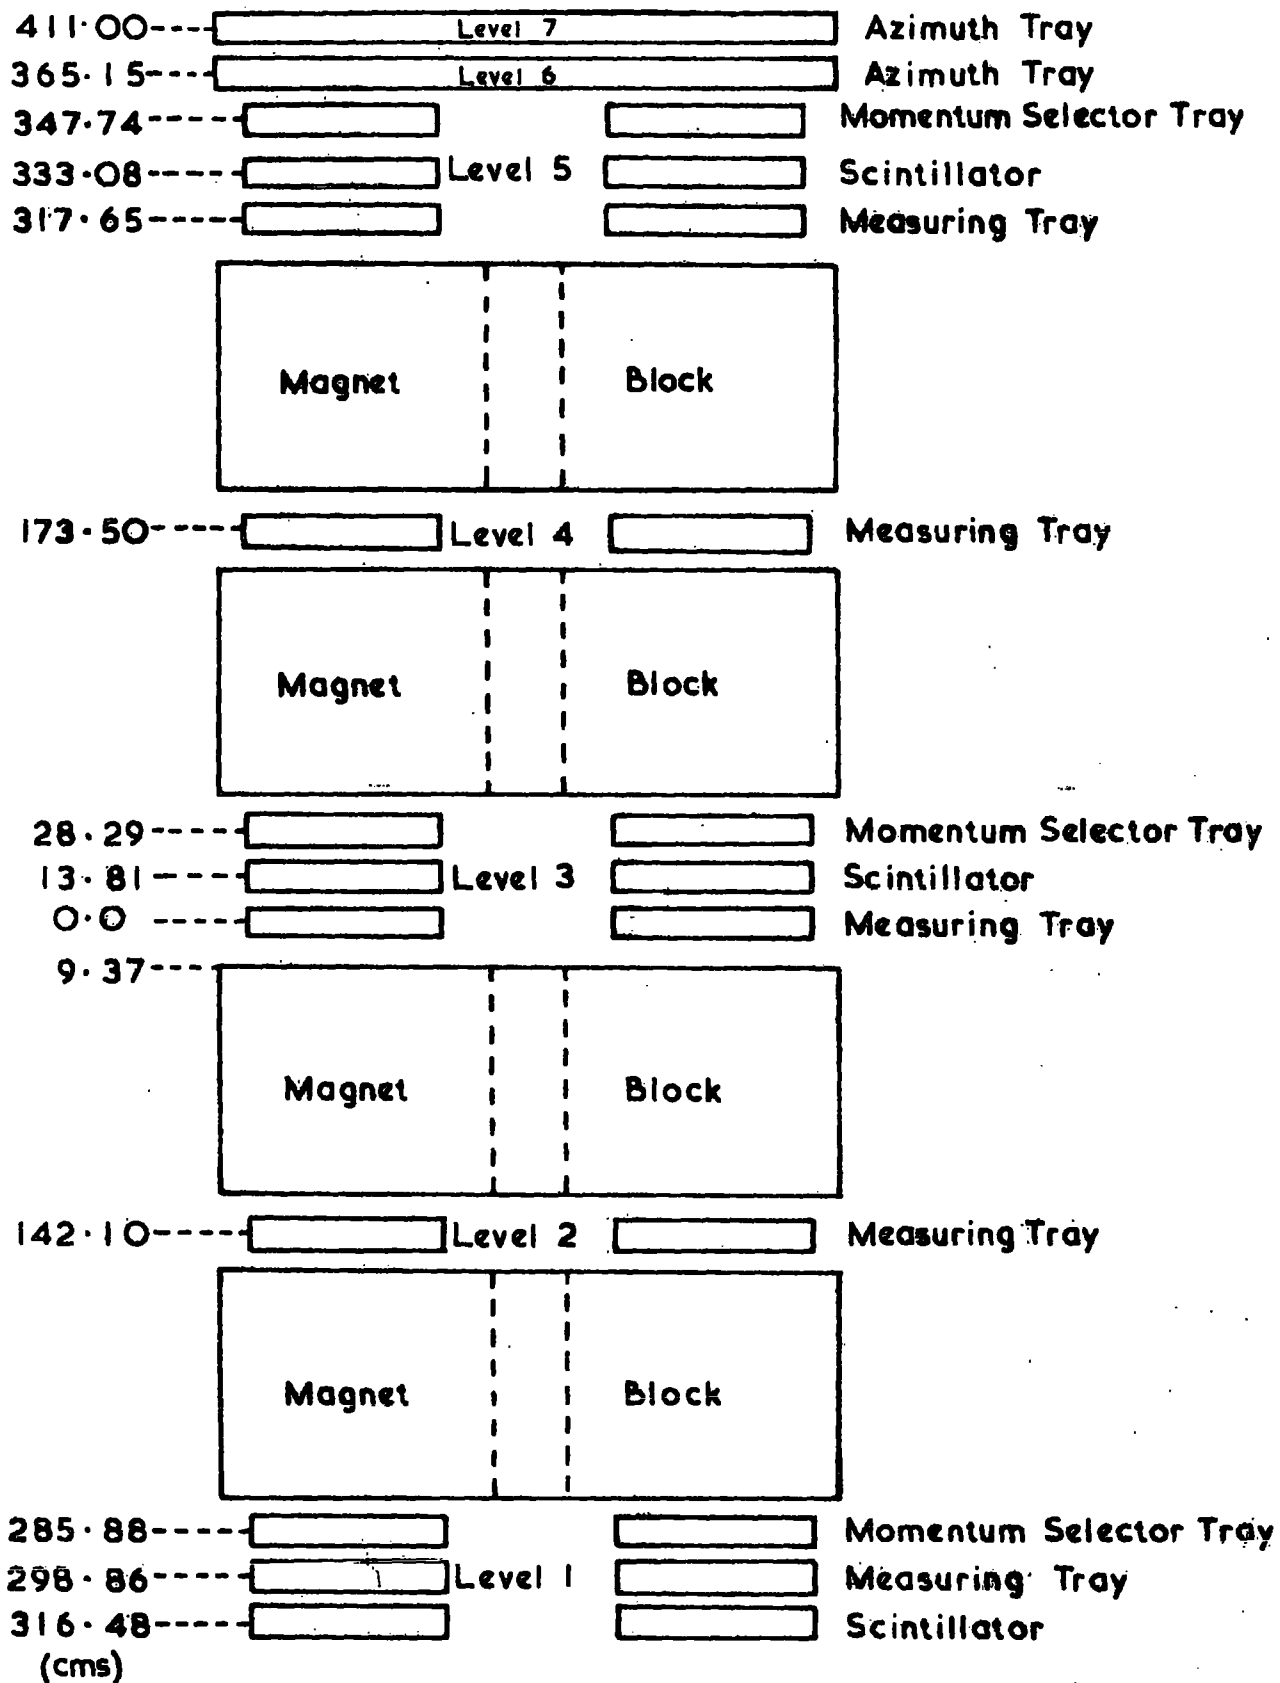 411·00 Level 7 Azimuth Tray
365·15 Level 6 Azimuth Tray
347·74 Momentum Selector Tray
333·08 Level 5 Scintillator
317·65 Measuring Tray
Magnet Block
173·50 Level 4 Measuring Tray
Magnet Block
28·29 Momentum Selector Tray
13·81 Level 3 Scintillator
0·0 Measuring Tray
9·37
Magnet Block
142·10 Level 2 Measuring Tray
Magnet Block
285·88 Momentum Selector Tray
298·86 Level 1 Measuring Tray
316·48 Scintillator
(cms)